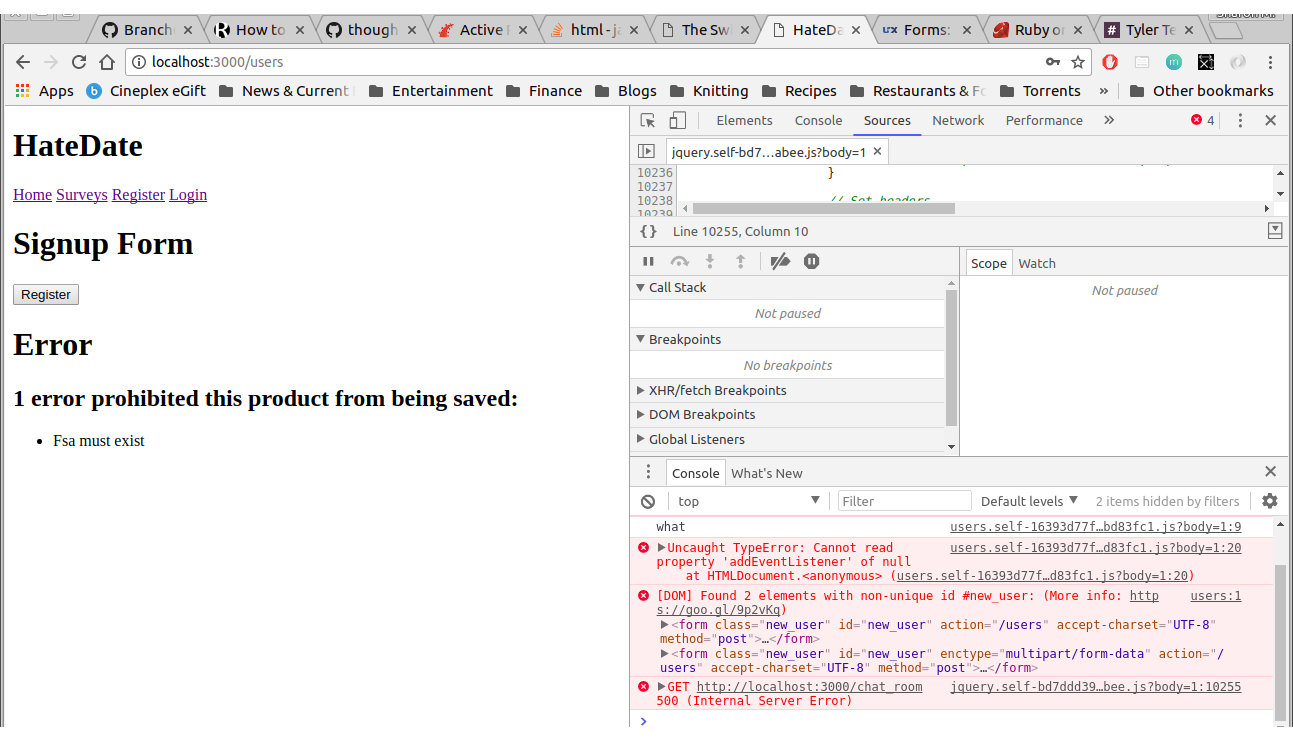 Branch
How to
though
Active
html - ja
The Sw
HateDa
Forms:
Ruby o
Tyler Te
localhost:3000/users
Apps
Cineplex eGift
News & Current
Entertainment
Finance
Blogs
Knitting
Recipes
Restaurants & Fo
Torrents
»
Other bookmarks
HateDate
Home Surveys Register Login
Signup Form
Register
Error
1 error prohibited this product from being saved:
• Fsa must exist
Elements Console Sources Network Performance » 4
jquery.self-bd7…abee.js?body=1
10236 }
10237
10238 // Set headers
10239
{} Line 10255, Column 10
Call Stack
Not paused
Breakpoints
No breakpoints
XHR/fetch Breakpoints
DOM Breakpoints
Global Listeners
Scope Watch
Not paused
Console What's New
top Filter Default levels 2 items hidden by filters
what users.self-16393d77f…bd83fc1.js?body=1:9
Uncaught TypeError: Cannot read users.self-16393d77f…d83fc1.js?body=1:20
property 'addEventListener' of null
at HTMLDocument.<anonymous> (users.self-16393d77f…d83fc1.js?body=1:20)
[DOM] Found 2 elements with non-unique id #new_user: (More info: http users:1
s://goo.gl/9p2vKq)
<form class="new_user" id="new_user" action="/users" accept-charset="UTF-8"
method="post">…</form>
<form class="new_user" id="new_user" enctype="multipart/form-data" action="/
users" accept-charset="UTF-8" method="post">…</form>
GET http://localhost:3000/chat_room jquery.self-bd7ddd39…bee.js?body=1:10255
500 (Internal Server Error)
>